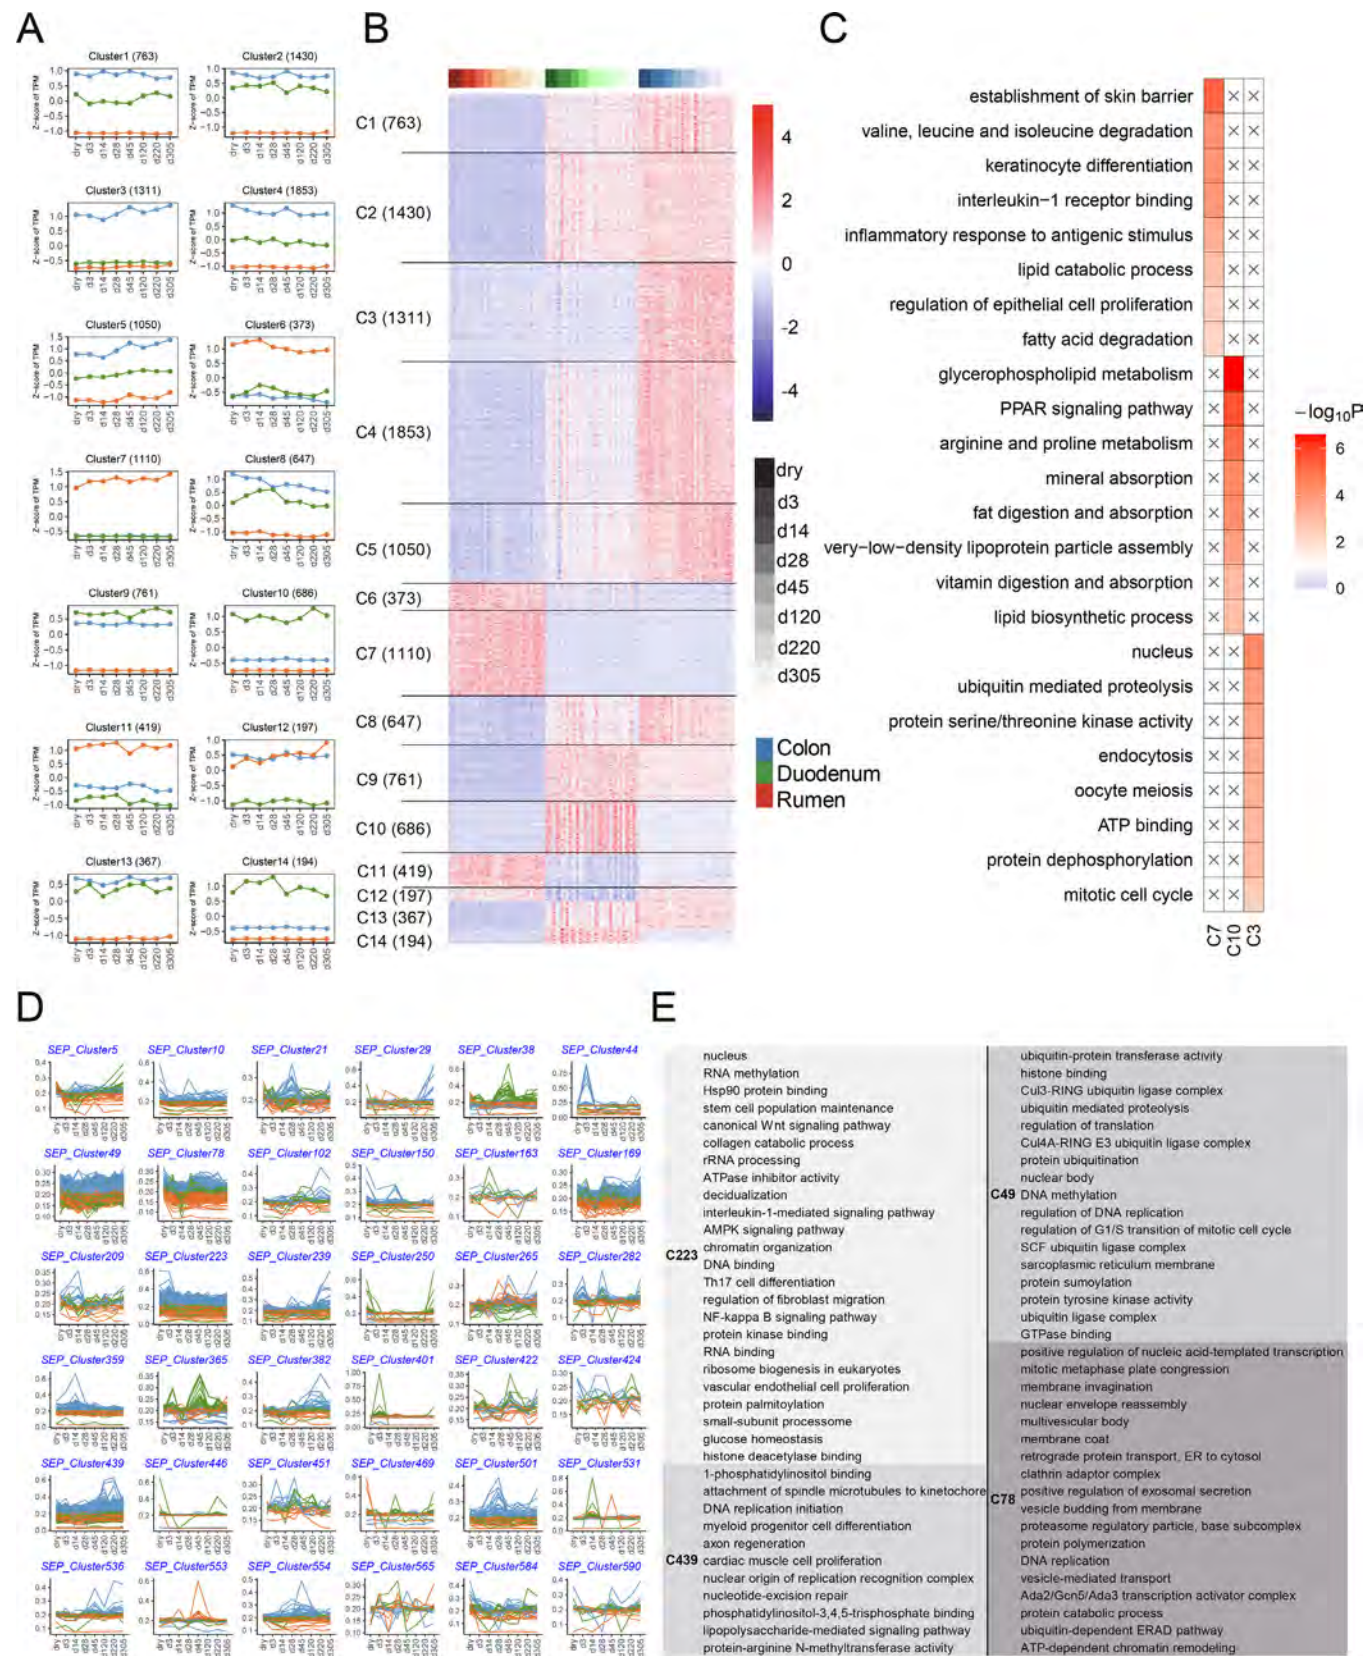 A
B
C
Cluster1 (763)
Cluster2 (1430)
Z-score of TPM
1.0
0.5
0.0
−0.5
−1.0
dry
d3
d14
d28
d45
d120
d220
d305
Cluster3 (1311)
Cluster4 (1853)
Cluster5 (1050)
Cluster6 (373)
Cluster7 (1110)
Cluster8 (647)
Cluster9 (761)
Cluster10 (686)
Cluster11 (419)
Cluster12 (197)
Cluster13 (367)
Cluster14 (194)
C1 (763)
C2 (1430)
C3 (1311)
C4 (1853)
C5 (1050)
C6 (373)
C7 (1110)
C8 (647)
C9 (761)
C10 (686)
C11 (419)
C12 (197)
C13 (367)
C14 (194)
4
2
0
-2
-4
dry
d3
d14
d28
d45
d120
d220
d305
Colon
Duodenum
Rumen
establishment of skin barrier
valine, leucine and isoleucine degradation
keratinocyte differentiation
interleukin−1 receptor binding
inflammatory response to antigenic stimulus
lipid catabolic process
regulation of epithelial cell proliferation
fatty acid degradation
glycerophospholipid metabolism
PPAR signaling pathway
arginine and proline metabolism
mineral absorption
fat digestion and absorption
very−low−density lipoprotein particle assembly
vitamin digestion and absorption
lipid biosynthetic process
nucleus
ubiquitin mediated proteolysis
protein serine/threonine kinase activity
endocytosis
oocyte meiosis
ATP binding
protein dephosphorylation
mitotic cell cycle
C7
C10
C3
−log₁₀P
6
4
2
0
D
SEP_Cluster5
SEP_Cluster10
SEP_Cluster21
SEP_Cluster29
SEP_Cluster38
SEP_Cluster44
SEP_Cluster49
SEP_Cluster78
SEP_Cluster102
SEP_Cluster150
SEP_Cluster163
SEP_Cluster169
SEP_Cluster209
SEP_Cluster223
SEP_Cluster239
SEP_Cluster250
SEP_Cluster265
SEP_Cluster282
SEP_Cluster359
SEP_Cluster365
SEP_Cluster382
SEP_Cluster401
SEP_Cluster422
SEP_Cluster424
SEP_Cluster439
SEP_Cluster446
SEP_Cluster451
SEP_Cluster469
SEP_Cluster501
SEP_Cluster531
SEP_Cluster536
SEP_Cluster553
SEP_Cluster554
SEP_Cluster565
SEP_Cluster584
SEP_Cluster590
E
C223
nucleus
RNA methylation
Hsp90 protein binding
stem cell population maintenance
canonical Wnt signaling pathway
collagen catabolic process
rRNA processing
ATPase inhibitor activity
decidualization
interleukin-1-mediated signaling pathway
AMPK signaling pathway
chromatin organization
DNA binding
Th17 cell differentiation
regulation of fibroblast migration
NF-kappa B signaling pathway
protein kinase binding
RNA binding
ribosome biogenesis in eukaryotes
vascular endothelial cell proliferation
protein palmitoylation
small-subunit processome
glucose homeostasis
histone deacetylase binding
C439
1-phosphatidylinositol binding
attachment of spindle microtubules to kinetochore
DNA replication initiation
myeloid progenitor cell differentiation
axon regeneration
cardiac muscle cell proliferation
nuclear origin of replication recognition complex
nucleotide-excision repair
phosphatidylinositol-3,4,5-trisphosphate binding
lipopolysaccharide-mediated signaling pathway
protein-arginine N-methyltransferase activity
C49
ubiquitin-protein transferase activity
histone binding
Cul3-RING ubiquitin ligase complex
ubiquitin mediated proteolysis
regulation of translation
Cul4A-RING E3 ubiquitin ligase complex
protein ubiquitination
nuclear body
DNA methylation
regulation of DNA replication
regulation of G1/S transition of mitotic cell cycle
SCF ubiquitin ligase complex
sarcoplasmic reticulum membrane
protein sumoylation
protein tyrosine kinase activity
ubiquitin ligase complex
GTPase binding
C78
positive regulation of nucleic acid-templated transcription
mitotic metaphase plate congression
membrane invagination
nuclear envelope reassembly
multivesicular body
membrane coat
retrograde protein transport, ER to cytosol
clathrin adaptor complex
positive regulation of exosomal secretion
vesicle budding from membrane
proteasome regulatory particle, base subcomplex
protein polymerization
DNA replication
vesicle-mediated transport
Ada2/Gcn5/Ada3 transcription activator complex
protein catabolic process
ubiquitin-dependent ERAD pathway
ATP-dependent chromatin remodeling